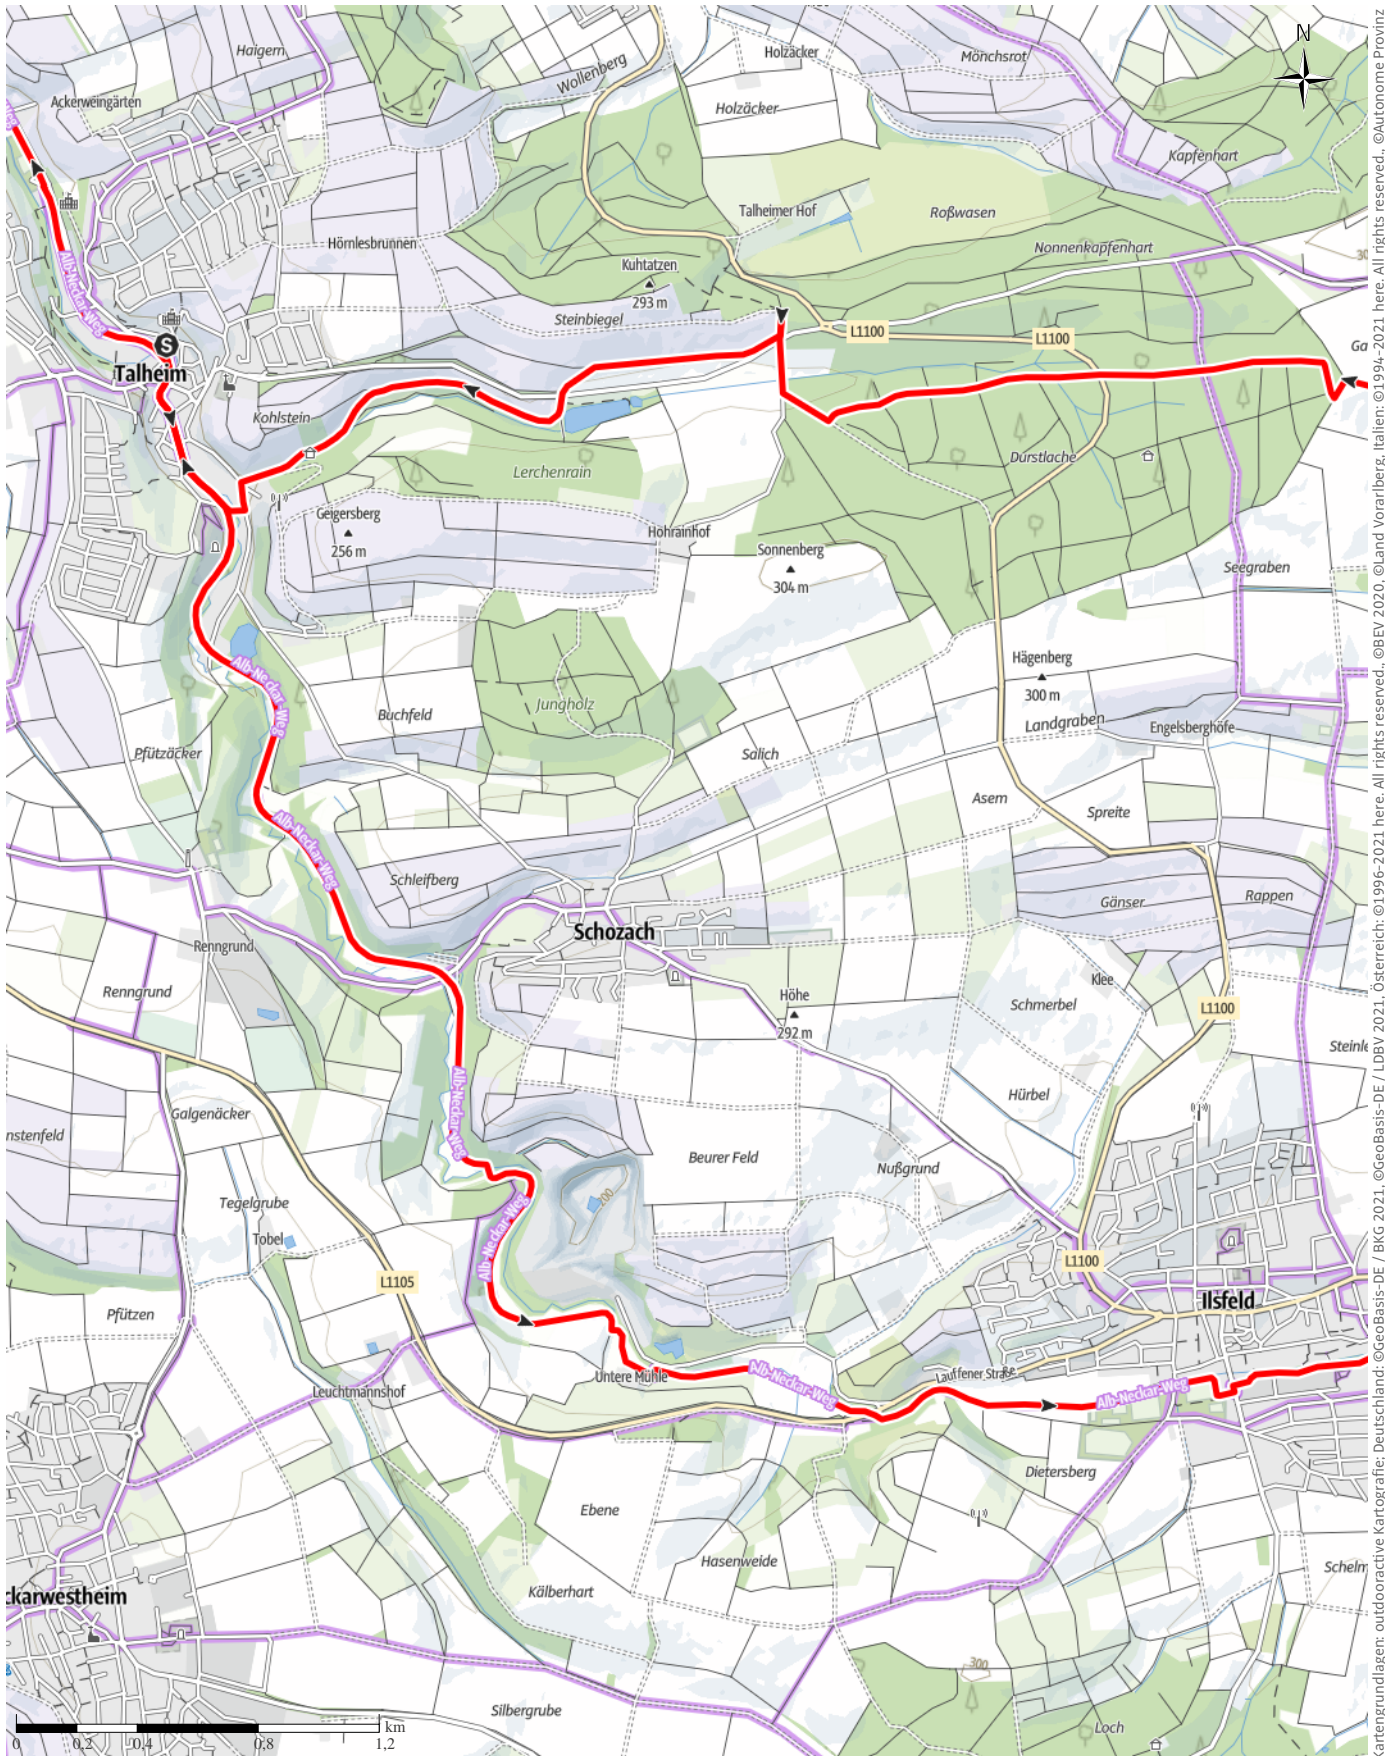 N
Haigern
Holzäcker
Mönchsrot
Wollenberg
Ackerweingärten
Holzäcker
Kapfenhart
Talheimer Hof
Roßwasen
Hörnlesbrunnen
Nonnenkapfenhart
Alb-Neckar-Weg
Kuhtatzen
293 m
Steinbiegel
L1100
L1100
S
Talheim
Kohlstein
Lerchenrain
Dürstlache
Geigersberg
256 m
Höhrainhof
Sonnenberg
304 m
Seegraben
Hägenberg
300 m
Alb-Neckar-Weg
Jungholz
Buchfeld
Landgraben
Engelsberghöfe
Pfützäcker
Salich
Asem
Spreite
Alb-Neckar-Weg
Schleifberg
Gänser
Rappen
Schozach
Renngrund
Renngrund
Klee
Höhe
292 m
Schmerbel
L1100
Hürbel
Alb-Neckar-Weg
Galgenäcker
Beurer Feld
Nußgrund
200
Tegelgrube
Tobel
Alb-Neckar-Weg
L1100
L1105
Ilsfeld
Pfützen
Untere Mühle
Alb-Neckar-Weg
Lauffener Straße
Alb-Neckar-Weg
Leuchtmannshof
Dietersberg
Ebene
Hasenweide
Kälberhart
300
Silbergrube
Loch
0 0,2 0,4 0,8 1,2 km